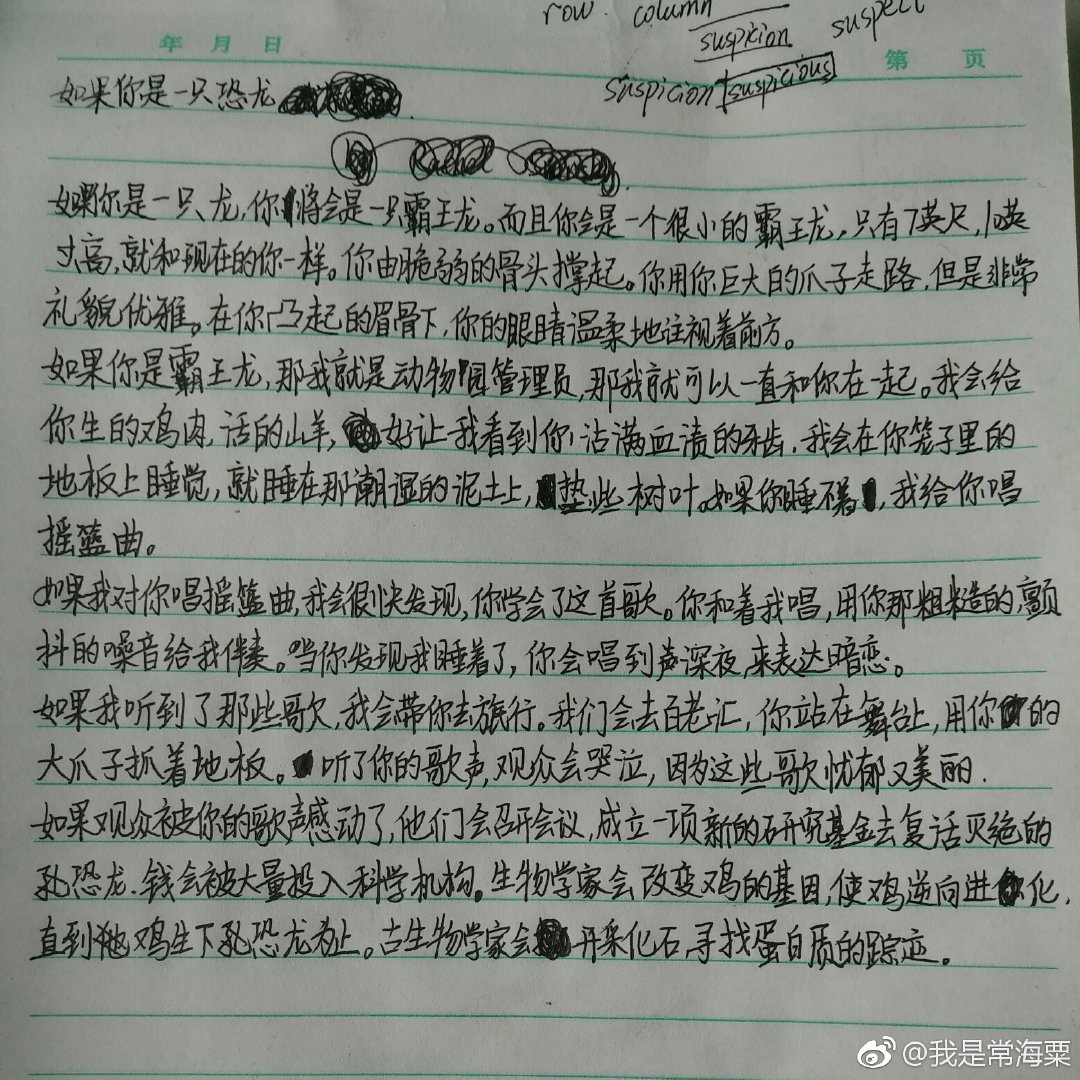 row. column
suspicion suspect
年 月 日
第 页
suspicion suspicious
如果你是一只恐龙
by Rachel
如果你是一只龙,你将会是一只霸王龙。而且你会是一个很小的霸王龙,只有7英尺,10英
寸高,就和现在的你一样。你由脆弱的骨头撑起。你用你巨大的爪子走路,但是非常
礼貌优雅。在你凸起的眉骨下,你的眼睛温柔地注视着前方。
如果你是霸王龙,那我就是动物园管理员,那我就可以一直和你在一起。我会给
你生的鸡肉,活的山羊,好让我看到你沾满血渍的牙齿。我会在你笼子里的
地板上睡觉,就睡在那潮湿的泥土上,垫些树叶。如果你睡不着,我给你唱
摇篮曲。
如果我对你唱摇篮曲,我会很快发现,你学会了这首歌。你和着我唱,用你那粗糙的,颤
抖的嗓音给我伴奏。当你发现我睡着了,你会唱到声深夜,来表达暗恋。
如果我听到了那些歌,我会带你去旅行。我们会去百老汇,你站在舞台上,用你的
大爪子抓着地板。听了你的歌声,观众会哭泣,因为这些歌忧郁又美丽.
如果观众被你的歌声感动了,他们会召开会议,成立一项新的研究基金去复活灭绝的
恐龙.钱会被大量投入科学机构。生物学家会改变鸡的基因,使鸡逆向进化,
直到鸡生下恐龙为止。古生物学家会开采化石,寻找蛋白质的踪迹。
@我是常海粟